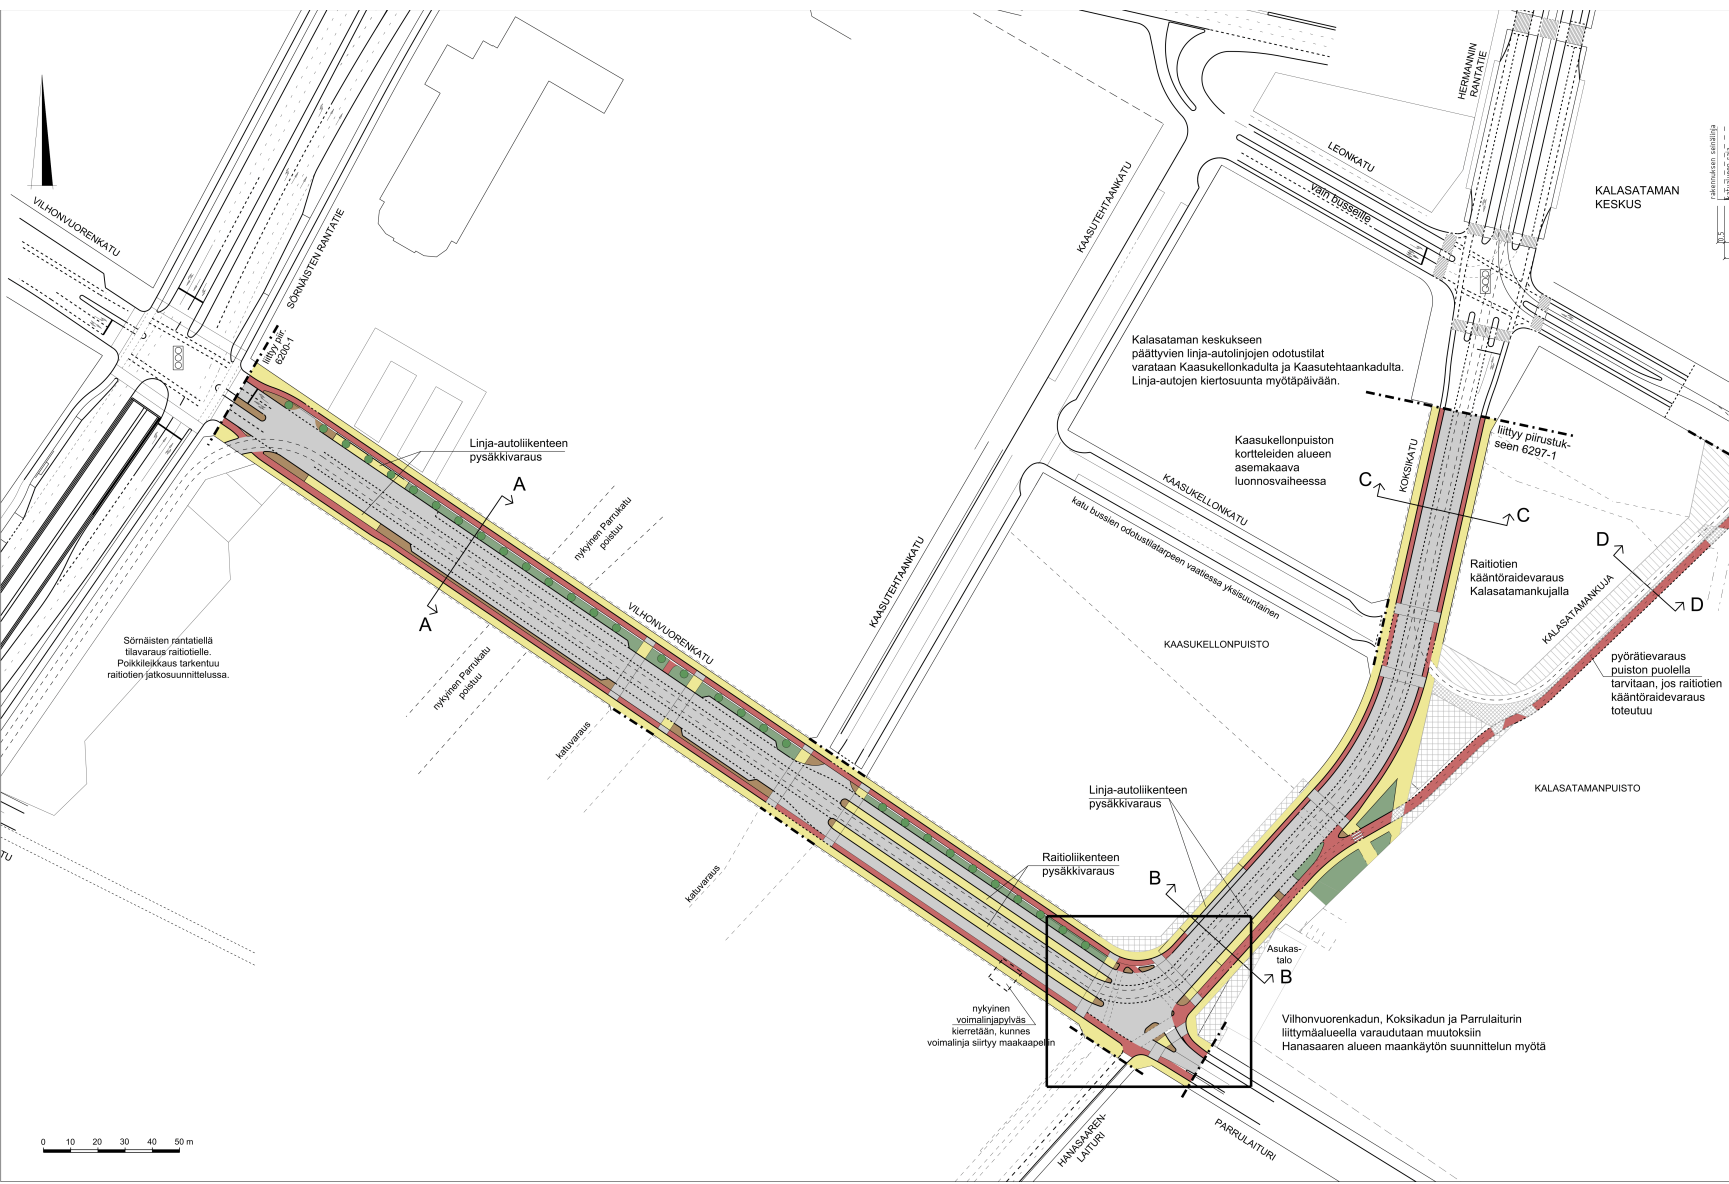 VILHONVUORENKATU
SÖRNÄISTEN RANTATIE
liittyy piir.
6200-1
HERMANNIN
RANTATIE
LEONKATU
vain busseille
KAASUTEHTAANKATU
KALASATAMAN
KESKUS
rakennuksen seinälinja
0.5
Kalasataman keskukseen
päättyvien linja-autolinjojen odotustilat
varataan Kaasukellonkadulta ja Kaasutehtaankadulta.
Linja-autojen kiertosuunta myötäpäivään.
Kaasukellonpuiston
kortteleiden alueen
asemakaava
luonnosvaiheessa
KOKSIKATU
liittyy piirustuk-
seen 6297-1
C
C
Linja-autoliikenteen
pysäkkivaraus
A
A
nykyinen Parrukatu
poistuu
nykyinen Parrukatu
poistuu
VILHONVUORENKATU
KAASUTEHTAANKATU
KAASUKELLONKATU
katu bussien odotustilatarpeen vaatiessa yksisuuntainen
KAASUKELLONPUISTO
Raitiotien
kääntöraidevaraus
Kalasatamankujalla
D
D
KALASATAMANKUJA
pyörätievaraus
puiston puolella
tarvitaan, jos raitiotien
kääntöraidevaraus
toteutuu
Sörnäisten rantatiellä
tilavaraus raitiotielle.
Poikkileikkaus tarkentuu
raitiotien jatkosuunnittelussa.
katuvaraus
katuvaraus
Linja-autoliikenteen
pysäkkivaraus
Raitioliikenteen
pysäkkivaraus
KALASATAMANPUISTO
B
B
Asukas-
talo
TU
nykyinen
voimalinjapylväs
kierretään, kunnes
voimalinja siirtyy maakaapeliin
Vilhonvuorenkadun, Koksikadun ja Parrulaiturin
liittymäalueella varaudutaan muutoksiin
Hanasaaren alueen maankäytön suunnittelun myötä
HANASAAREN-
LAITURI
PARRULAITURI
0 10 20 30 40 50 m